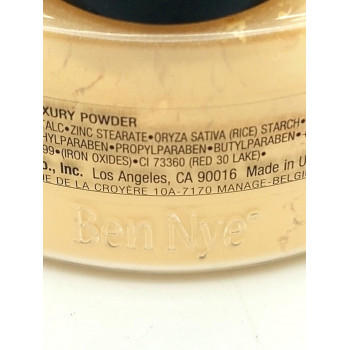 XURY POWDER
TALC•ZINC STEARATE•ORYZA SATIVA (RICE) STARCH•
HYLPARABEN•PROPYLPARABEN•BUTYLPARABEN•
99•(IRON OXIDES)•CI 73360 (RED 30 LAKE)•
o., Inc. Los Angeles, CA 90016 Made in U
UE DE LA CROYÈRE 10A-7170 MANAGE-BELGI
Ben Nye